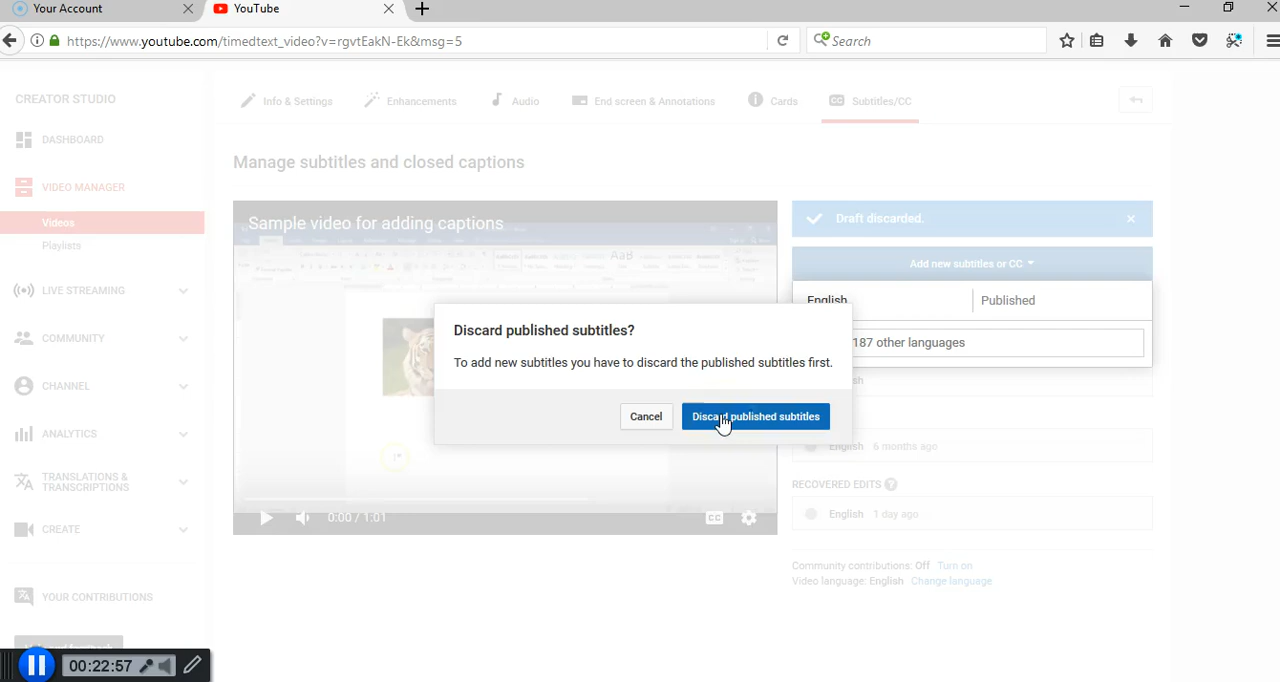 Your Account
YouTube
https://www.youtube.com/timedtext_video?v=rgvtEakN-Ek&msg=5
Search
CREATOR STUDIO
DASHBOARD
VIDEO MANAGER
Videos
Playlists
LIVE STREAMING
COMMUNITY
CHANNEL
ANALYTICS
TRANSLATIONS &
TRANSCRIPTIONS
CREATE
YOUR CONTRIBUTIONS
Info & Settings
Enhancements
Audio
End screen & Annotations
Cards
CC Subtitles/CC
Manage subtitles and closed captions
Sample video for adding captions
0:00 / 1:01
CC
Draft discarded.
Add new subtitles or CC
English
Published
187 other languages
Discard published subtitles?
To add new subtitles you have to discard the published subtitles first.
Cancel
Discard published subtitles
English 6 months ago
RECOVERED EDITS ?
English 1 day ago
Community contributions: Off Turn on
Video language: English Change language
00:22:57